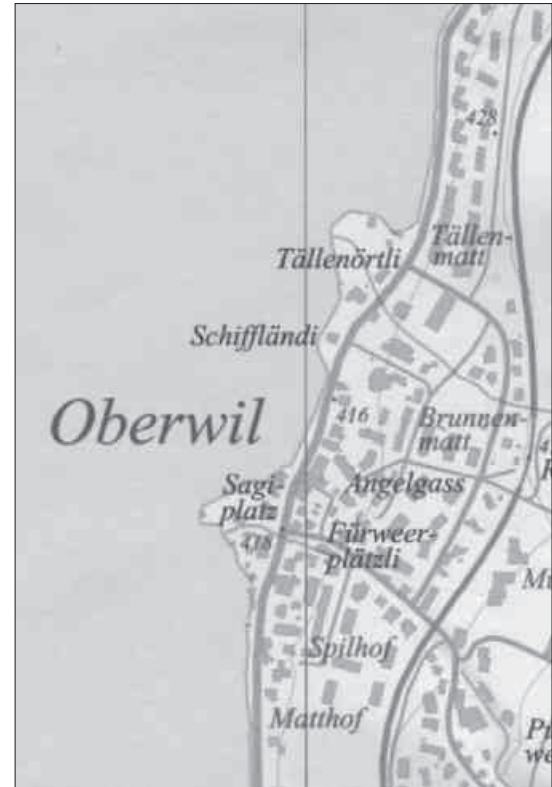 428
Tällen-
matt
Tällenörtli
Schiffländi
Oberwil
416
Brunnen-
matt
Sagi-
platz
Angelgass
418
Fürweer-
plätzli
Spilhof
Matthof